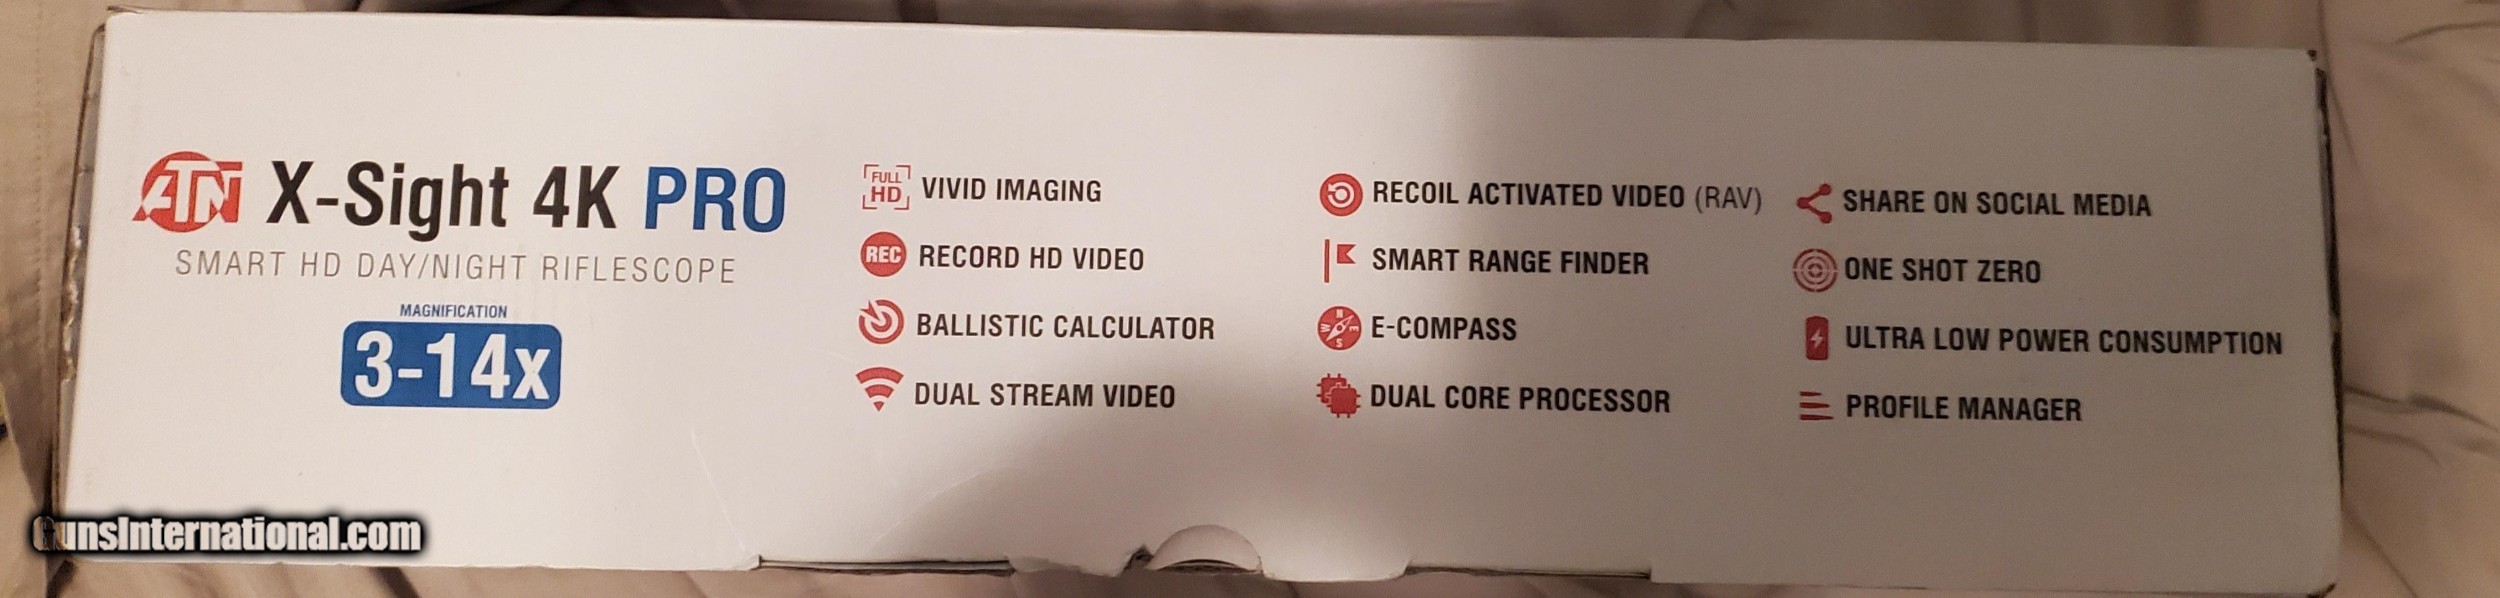 ATN X-Sight 4K PRO
SMART HD DAY/NIGHT RIFLESCOPE
MAGNIFICATION
3-14x
FULL HD VIVID IMAGING
REC RECORD HD VIDEO
BALLISTIC CALCULATOR
DUAL STREAM VIDEO
RECOIL ACTIVATED VIDEO (RAV)
SMART RANGE FINDER
N W E S E-COMPASS
DUAL CORE PROCESSOR
SHARE ON SOCIAL MEDIA
ONE SHOT ZERO
ULTRA LOW POWER CONSUMPTION
PROFILE MANAGER
GunsInternational.com